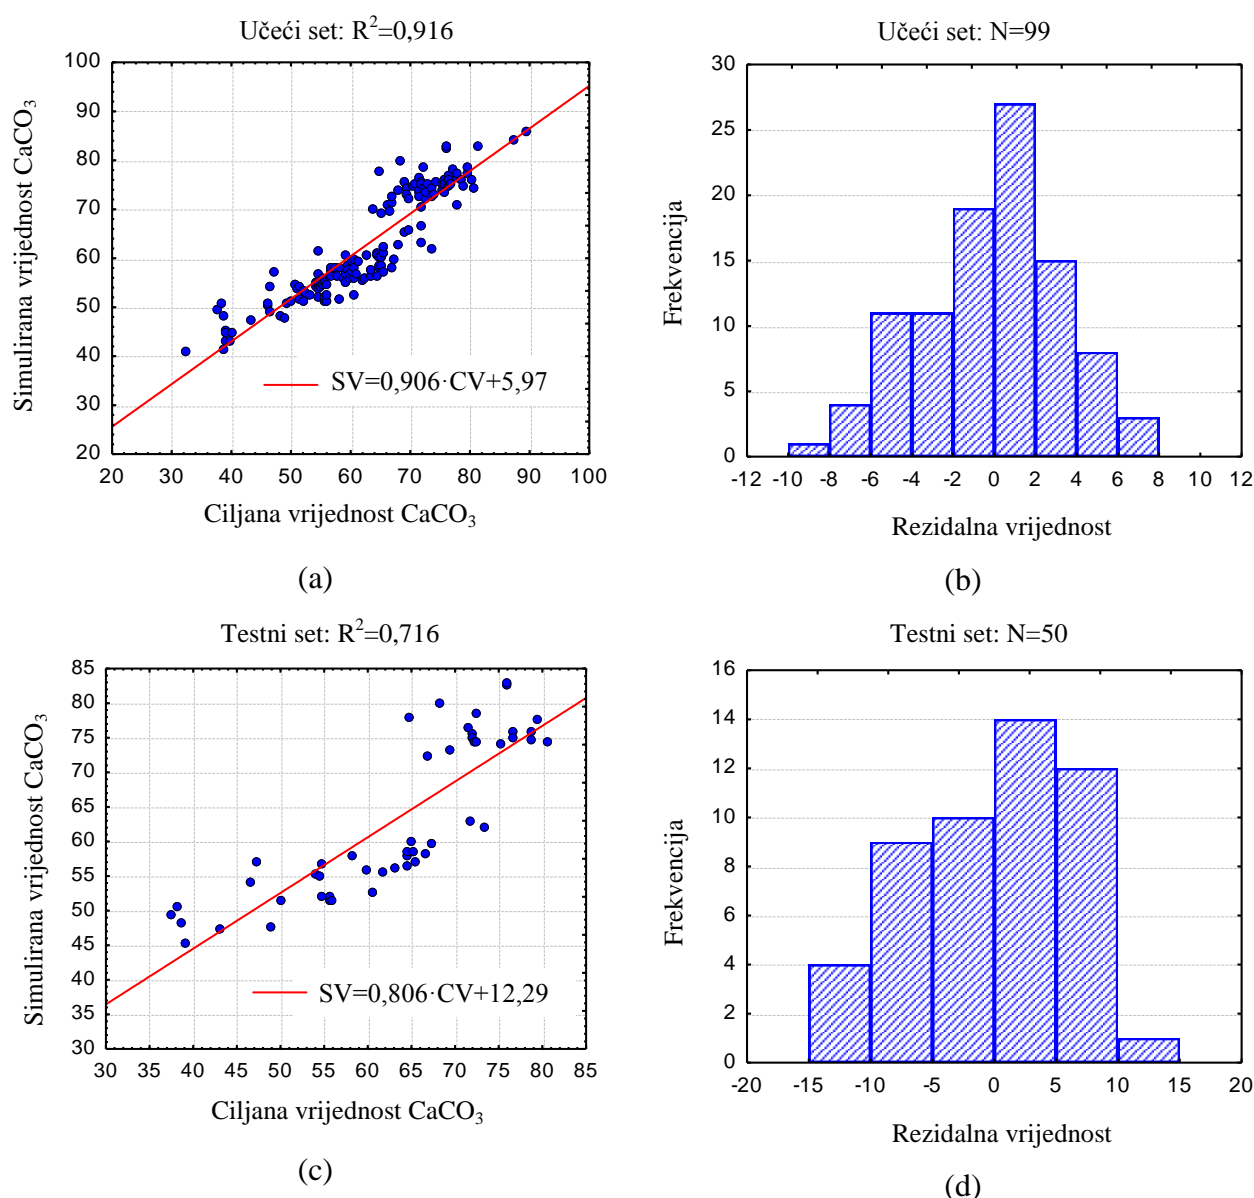 Učeći set: R²=0,916
100
90
80
70
60
50
40
30
20
Simulirana vrijednost CaCO₃
SV=0,906·CV+5,97
20 30 40 50 60 70 80 90 100
Ciljana vrijednost CaCO₃
(a)
Učeći set: N=99
30
25
20
15
10
5
0
Frekvencija
-12 -10 -8 -6 -4 -2 0 2 4 6 8 10 12
Rezidalna vrijednost
(b)
Testni set: R²=0,716
85
80
75
70
65
60
55
50
45
40
35
30
Simulirana vrijednost CaCO₃
SV=0,806·CV+12,29
30 35 40 45 50 55 60 65 70 75 80 85
Ciljana vrijednost CaCO₃
(c)
Testni set: N=50
16
14
12
10
8
6
4
2
0
Frekvencija
-20 -15 -10 -5 0 5 10 15 20
Rezidalna vrijednost
(d)